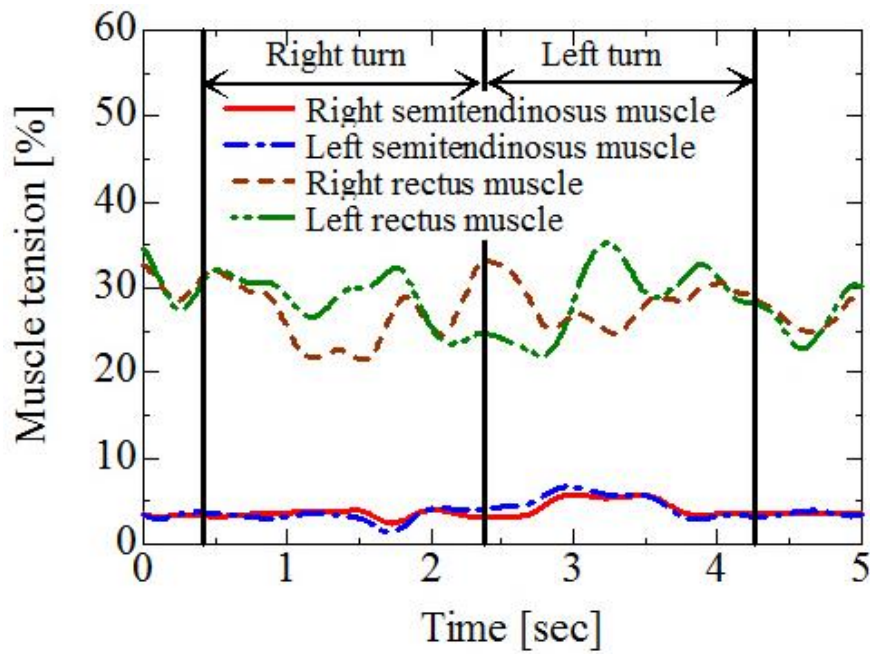 60
50
40
30
20
10
0
Muscle tension [%]
Right turn
Left turn
Right semitendinosus muscle
Left semitendinosus muscle
Right rectus muscle
Left rectus muscle
0 1 2 3 4 5
Time [sec]